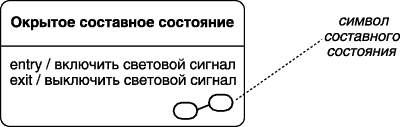 Окрытое составное состояние
entry / включить световой сигнал
exit / выключить световой сигнал
символ
составного
состояния